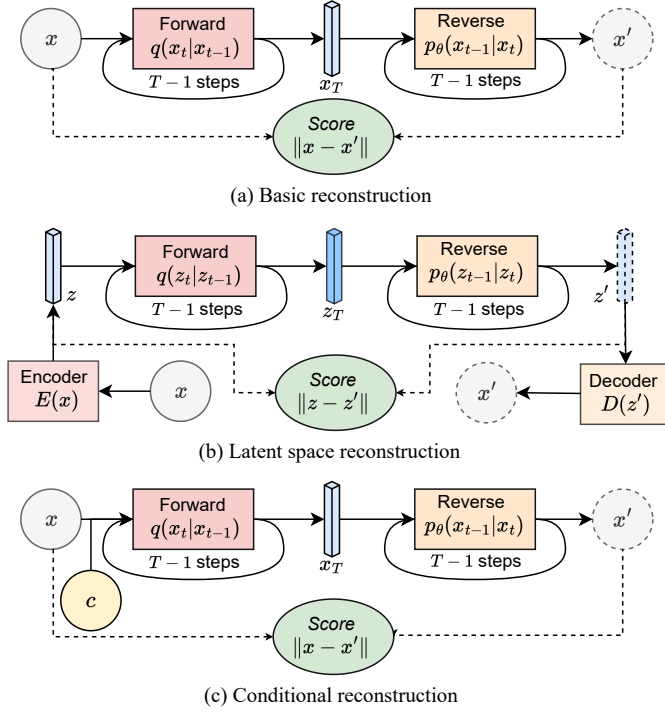 x
Forward
q(x_t|x_{t-1})
T − 1 steps
x_T
Reverse
p_θ(x_{t-1}|x_t)
T − 1 steps
x′
Score
‖x − x′‖
(a) Basic reconstruction
z
Forward
q(z_t|z_{t-1})
T − 1 steps
z_T
Reverse
p_θ(z_{t-1}|z_t)
T − 1 steps
z′
Encoder
E(x)
x
Score
‖z − z′‖
x′
Decoder
D(z′)
(b) Latent space reconstruction
x
Forward
q(x_t|x_{t-1})
T − 1 steps
x_T
Reverse
p_θ(x_{t-1}|x_t)
T − 1 steps
x′
c
Score
‖x − x′‖
(c) Conditional reconstruction